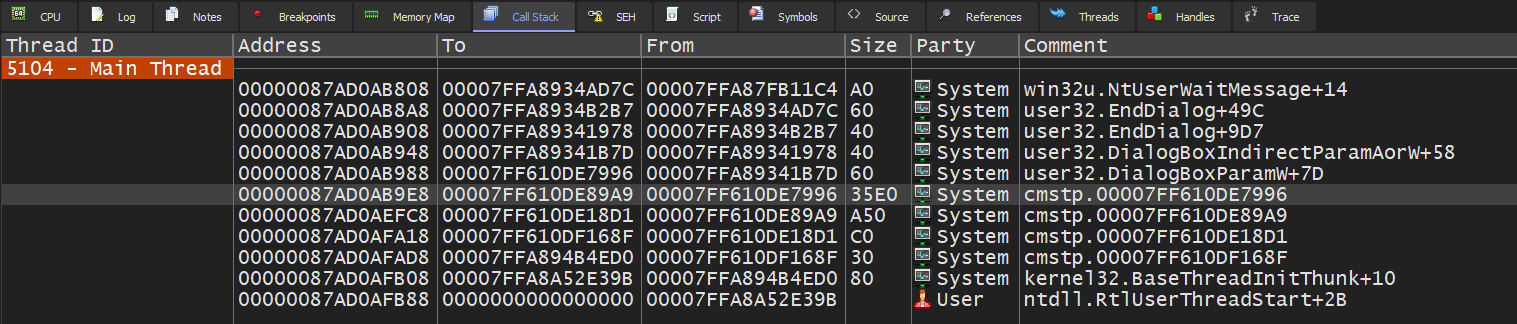 64 CPU Log Notes Breakpoints Memory Map Call Stack SEH Script Symbols Source References Threads Handles Trace
Thread ID Address To From Size Party Comment
5104 - Main Thread
00000087AD0AB808 00007FFA8934AD7C 00007FFA87FB11C4 A0 System win32u.NtUserWaitMessage+14
00000087AD0AB8A8 00007FFA8934B2B7 00007FFA8934AD7C 60 System user32.EndDialog+49C
00000087AD0AB908 00007FFA89341978 00007FFA8934B2B7 40 System user32.EndDialog+9D7
00000087AD0AB948 00007FFA89341B7D 00007FFA89341978 40 System user32.DialogBoxIndirectParamAorW+58
00000087AD0AB988 00007FF610DE7996 00007FFA89341B7D 60 System user32.DialogBoxParamW+7D
00000087AD0AB9E8 00007FF610DE89A9 00007FF610DE7996 35E0 System cmstp.00007FF610DE7996
00000087AD0AEFC8 00007FF610DE18D1 00007FF610DE89A9 A50 System cmstp.00007FF610DE89A9
00000087AD0AFA18 00007FF610DF168F 00007FF610DE18D1 C0 System cmstp.00007FF610DE18D1
00000087AD0AFAD8 00007FFA894B4ED0 00007FF610DF168F 30 System cmstp.00007FF610DF168F
00000087AD0AFB08 00007FFA8A52E39B 00007FFA894B4ED0 80 System kernel32.BaseThreadInitThunk+10
00000087AD0AFB88 0000000000000000 00007FFA8A52E39B User ntdll.RtlUserThreadStart+2B